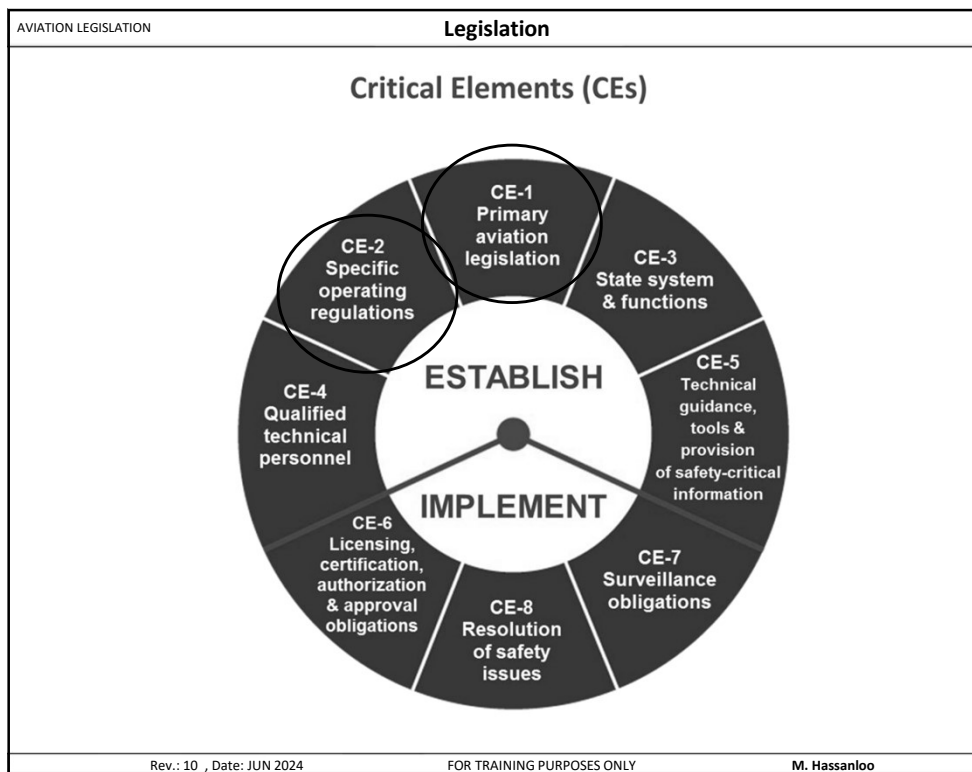 AVIATION LEGISLATION
Legislation
Critical Elements (CEs)
CE-1
Primary
aviation
legislation
CE-2
Specific
operating
regulations
CE-3
State system
& functions
CE-4
Qualified
technical
personnel
CE-5
Technical
guidance,
tools &
provision
of safety-critical
information
ESTABLISH
IMPLEMENT
CE-6
Licensing,
certification,
authorization
& approval
obligations
CE-7
Surveillance
obligations
CE-8
Resolution
of safety
issues
Rev.: 10 , Date: JUN 2024
FOR TRAINING PURPOSES ONLY
M. Hassanloo